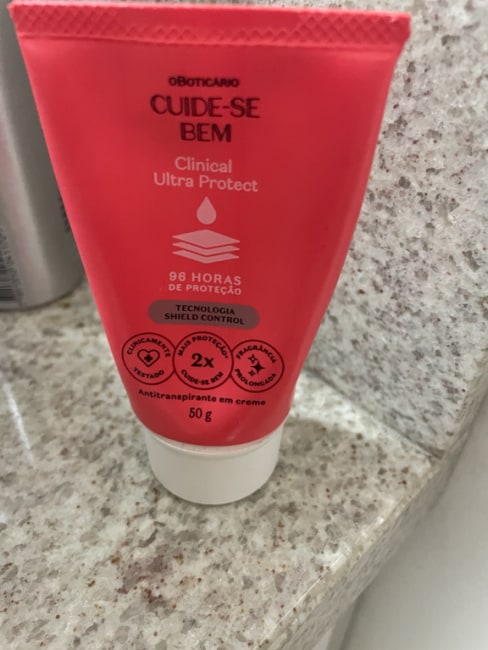 oBOTICÁRIO
CUIDE-SE
BEM
Clinical
Ultra Protect
96 HORAS
DE PROTEÇÃO
TECNOLOGIA
SHIELD CONTROL
CLINICAMENTE
TESTADO
MAIS PROTEÇÃO*
2x
CUIDE-SE BEM
FRAGRÂNCIA
PROLONGADA
Antitranspirante em creme
50 g